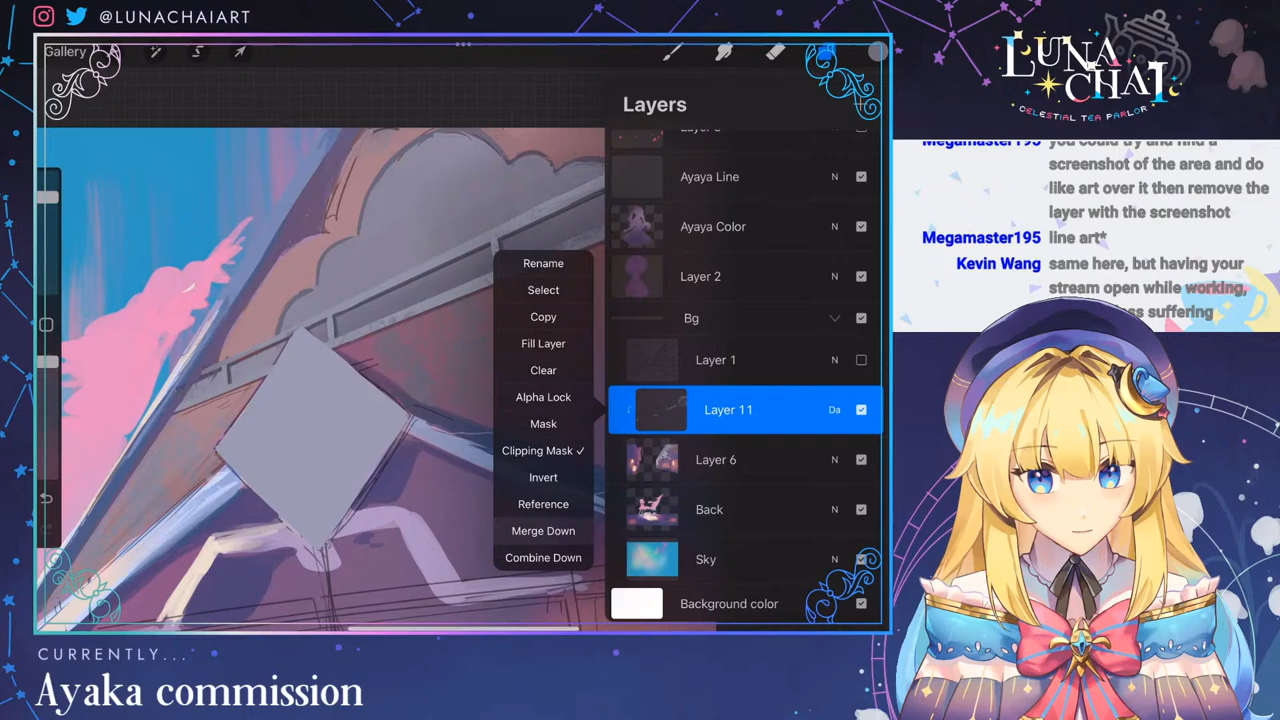 @LUNACHAIART
Gallery
Layers
Ayaya Line N
Ayaya Color N
Layer 2 N
Bg
Layer 1 N
Layer 11 Da
Layer 6 N
Back N
Sky N
Background color
Rename
Select
Copy
Fill Layer
Clear
Alpha Lock
Mask
Clipping Mask ✓
Invert
Reference
Merge Down
Combine Down
LUNA
CHAI
CELESTIAL TEA PARLOR
Megamaster195 you could try and find a
screenshot of the area and do
like art over it then remove the
layer with the screenshot
Megamaster195 line art*
Kevin Wang same here, but having your
stream open while working,
suffering
CURRENTLY...
Ayaka commission